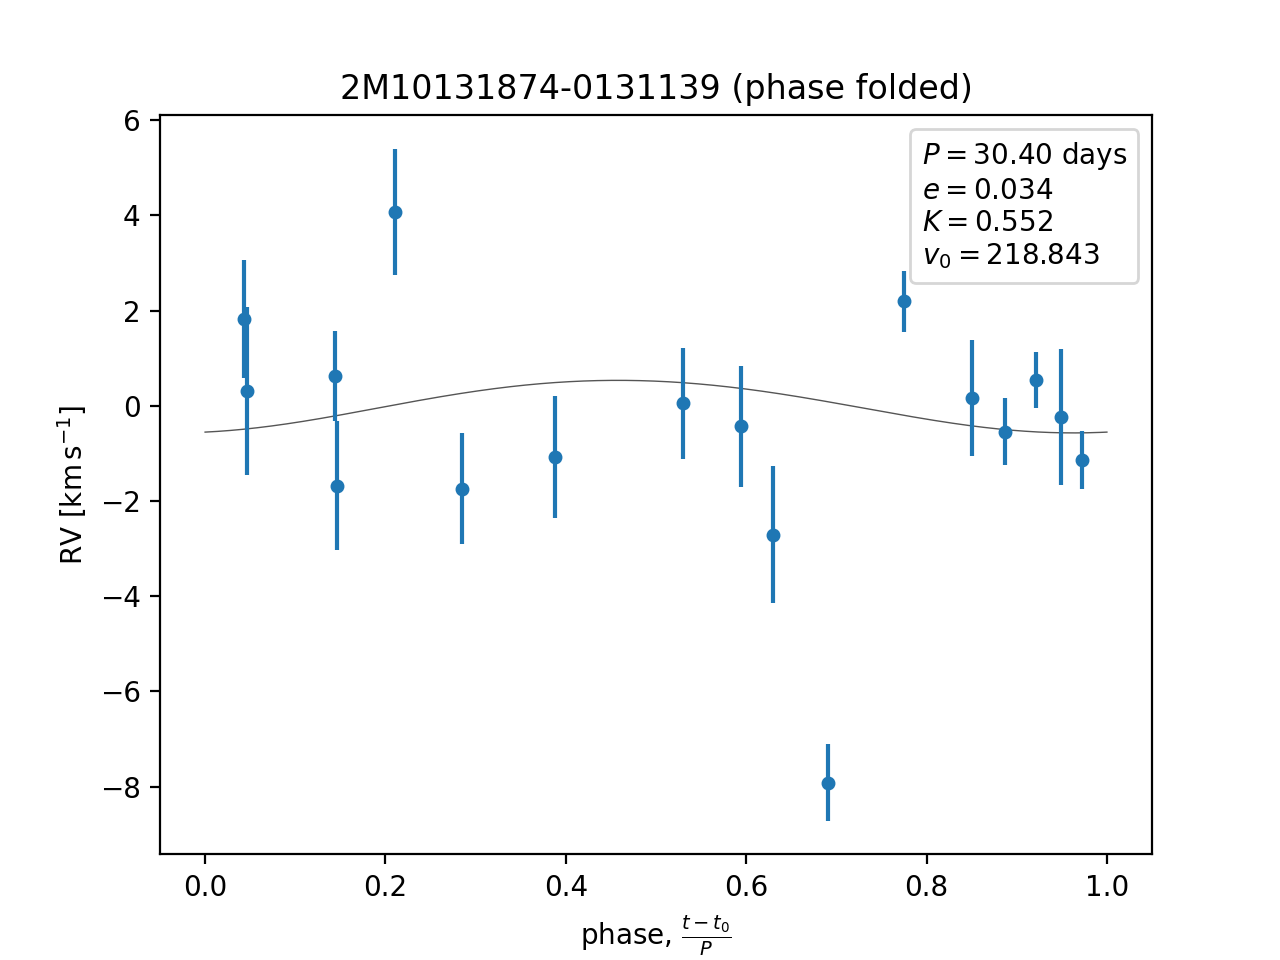 2M10131874-0131139 (phase folded)
P = 30.40 days
e = 0.034
K = 0.552
v₀ = 218.843
6
4
2
0
−2
−4
−6
−8
RV [km s⁻¹]
0.0 0.2 0.4 0.6 0.8 1.0
phase, (t − t₀)/P